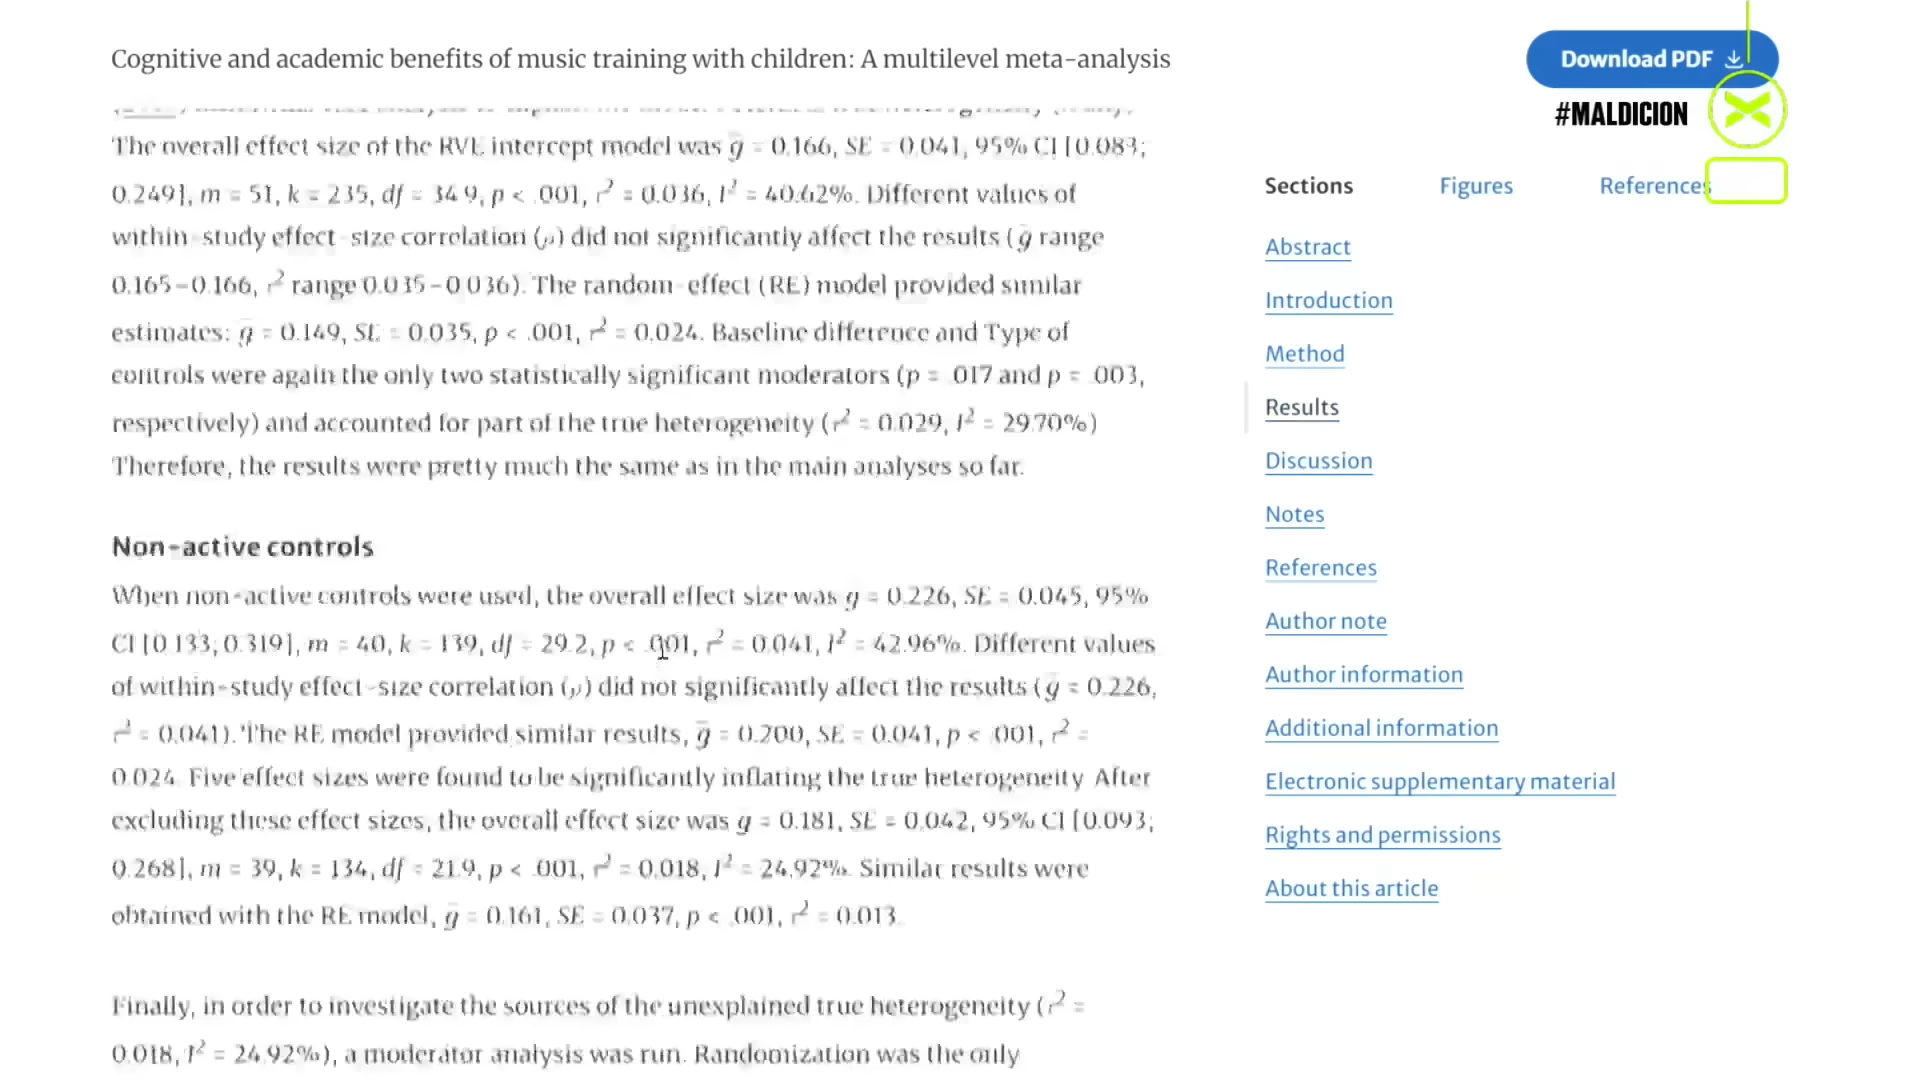 Cognitive and academic benefits of music training with children: A multilevel meta-analysis
Download PDF
#MALDICION
The overall effect size of the RVE intercept model was g̅ = 0.166, SE = 0.041, 95% CI [0.083;
0.249], m = 51, k = 235, df = 34.9, p < .001, τ² = 0.036, I² = 40.62%. Different values of
within-study effect-size correlation (ρ) did not significantly affect the results (g̅ range
0.165–0.166, τ² range 0.035–0.036). The random-effect (RE) model provided similar
estimates: g̅ = 0.149, SE = 0.035, p < .001, τ² = 0.024. Baseline difference and Type of
controls were again the only two statistically significant moderators (p = .017 and p = .003,
respectively) and accounted for part of the true heterogeneity (τ² = 0.029, I² = 29.70%)
Therefore, the results were pretty much the same as in the main analyses so far.
Non-active controls
When non-active controls were used, the overall effect size was g = 0.226, SE = 0.045, 95%
CI [0.133; 0.319], m = 40, k = 139, df = 29.2, p < .001, τ² = 0.041, I² = 42.96%. Different values
of within-study effect-size correlation (ρ) did not significantly affect the results (g̅ = 0.226,
τ² = 0.041). The RE model provided similar results, g̅ = 0.200, SE = 0.041, p < .001, τ² =
0.024. Five effect sizes were found to be significantly inflating the true heterogeneity. After
excluding these effect sizes, the overall effect size was g̅ = 0.181, SE = 0.042, 95% CI [0.093;
0.268], m = 39, k = 134, df = 21.9, p < .001, τ² = 0.018, I² = 24.92%. Similar results were
obtained with the RE model, g̅ = 0.161, SE = 0.037, p < .001, τ² = 0.013.
Finally, in order to investigate the sources of the unexplained true heterogeneity (τ² =
0.018, I² = 24.92%), a moderator analysis was run. Randomization was the only
Sections
Figures
References
Abstract
Introduction
Method
Results
Discussion
Notes
References
Author note
Author information
Additional information
Electronic supplementary material
Rights and permissions
About this article